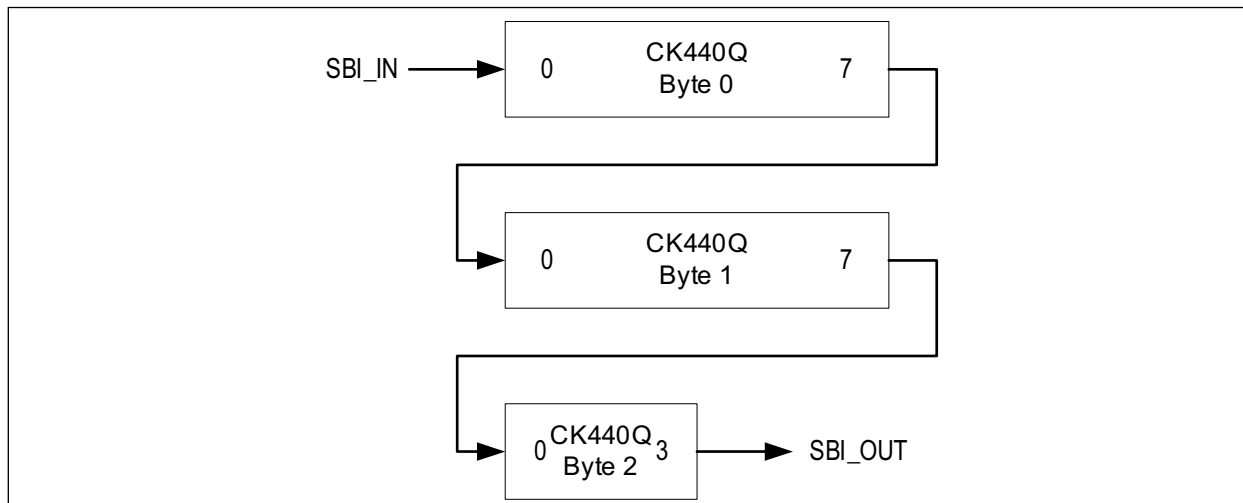 SBI_IN
0
CK440Q
Byte 0
7
0
CK440Q
Byte 1
7
0
CK440Q
Byte 2
3
SBI_OUT